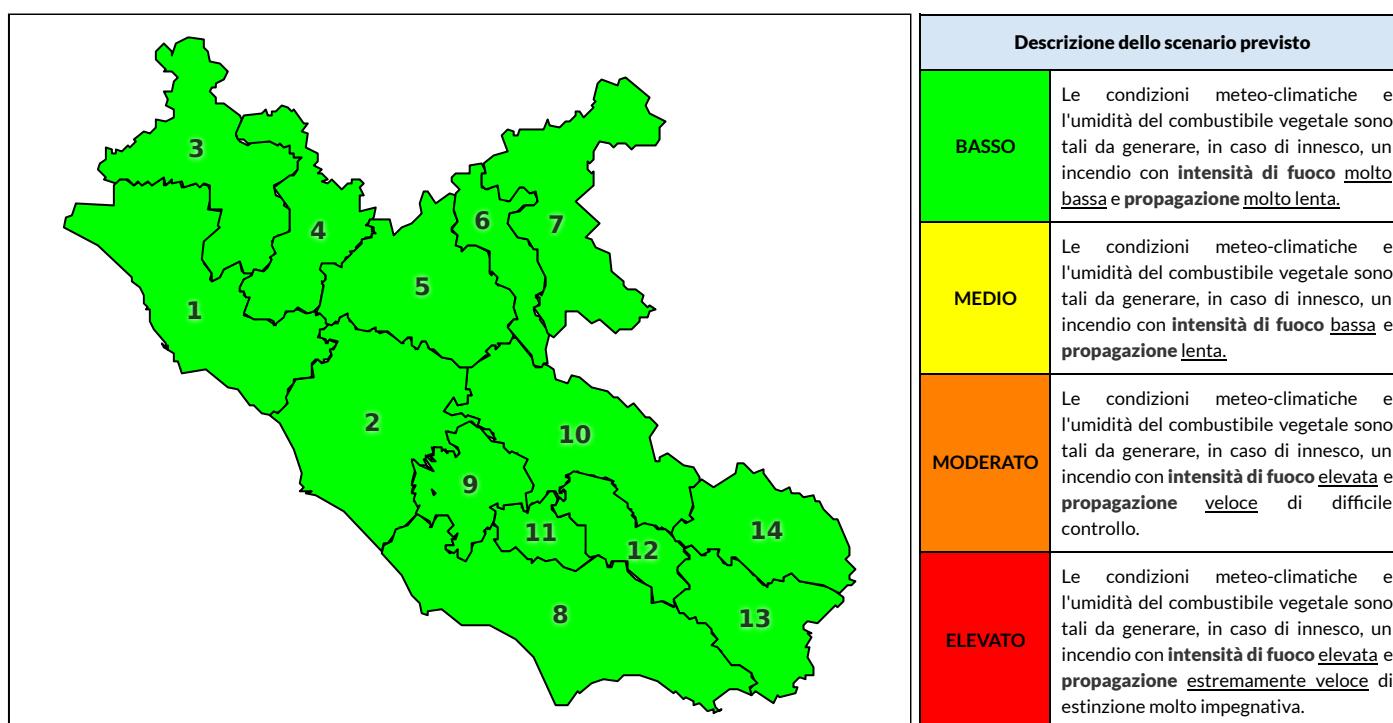 3
4
6
7
5
1
2
10
9
11
14
12
8
13
Descrizione dello scenario previsto
BASSO
Le condizioni meteo-climatiche e
l'umidità del combustibile vegetale sono
tali da generare, in caso di innesco, un
incendio con intensità di fuoco molto
bassa e propagazione molto lenta.
MEDIO
Le condizioni meteo-climatiche e
l'umidità del combustibile vegetale sono
tali da generare, in caso di innesco, un
incendio con intensità di fuoco bassa e
propagazione lenta.
MODERATO
Le condizioni meteo-climatiche e
l'umidità del combustibile vegetale sono
tali da generare, in caso di innesco, un
incendio con intensità di fuoco elevata e
propagazione veloce di difficile
controllo.
ELEVATO
Le condizioni meteo-climatiche e
l'umidità del combustibile vegetale sono
tali da generare, in caso di innesco, un
incendio con intensità di fuoco elevata e
propagazione estremamente veloce di
estinzione molto impegnativa.